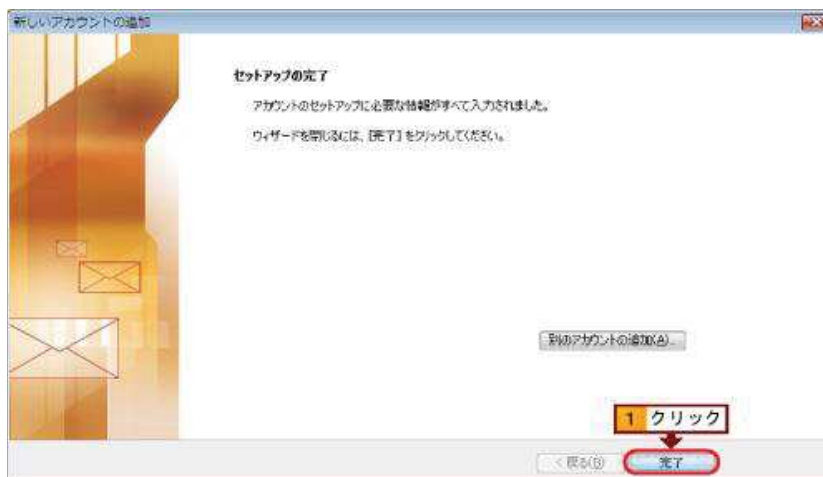 新しいアカウントの追加
セットアップの完了
アカウントのセットアップに必要な情報がすべて入力されました。
ウィザードを閉じるには、[完了] をクリックしてください。
別のアカウントの追加(A)...
1 クリック
< 戻る(B)
完了